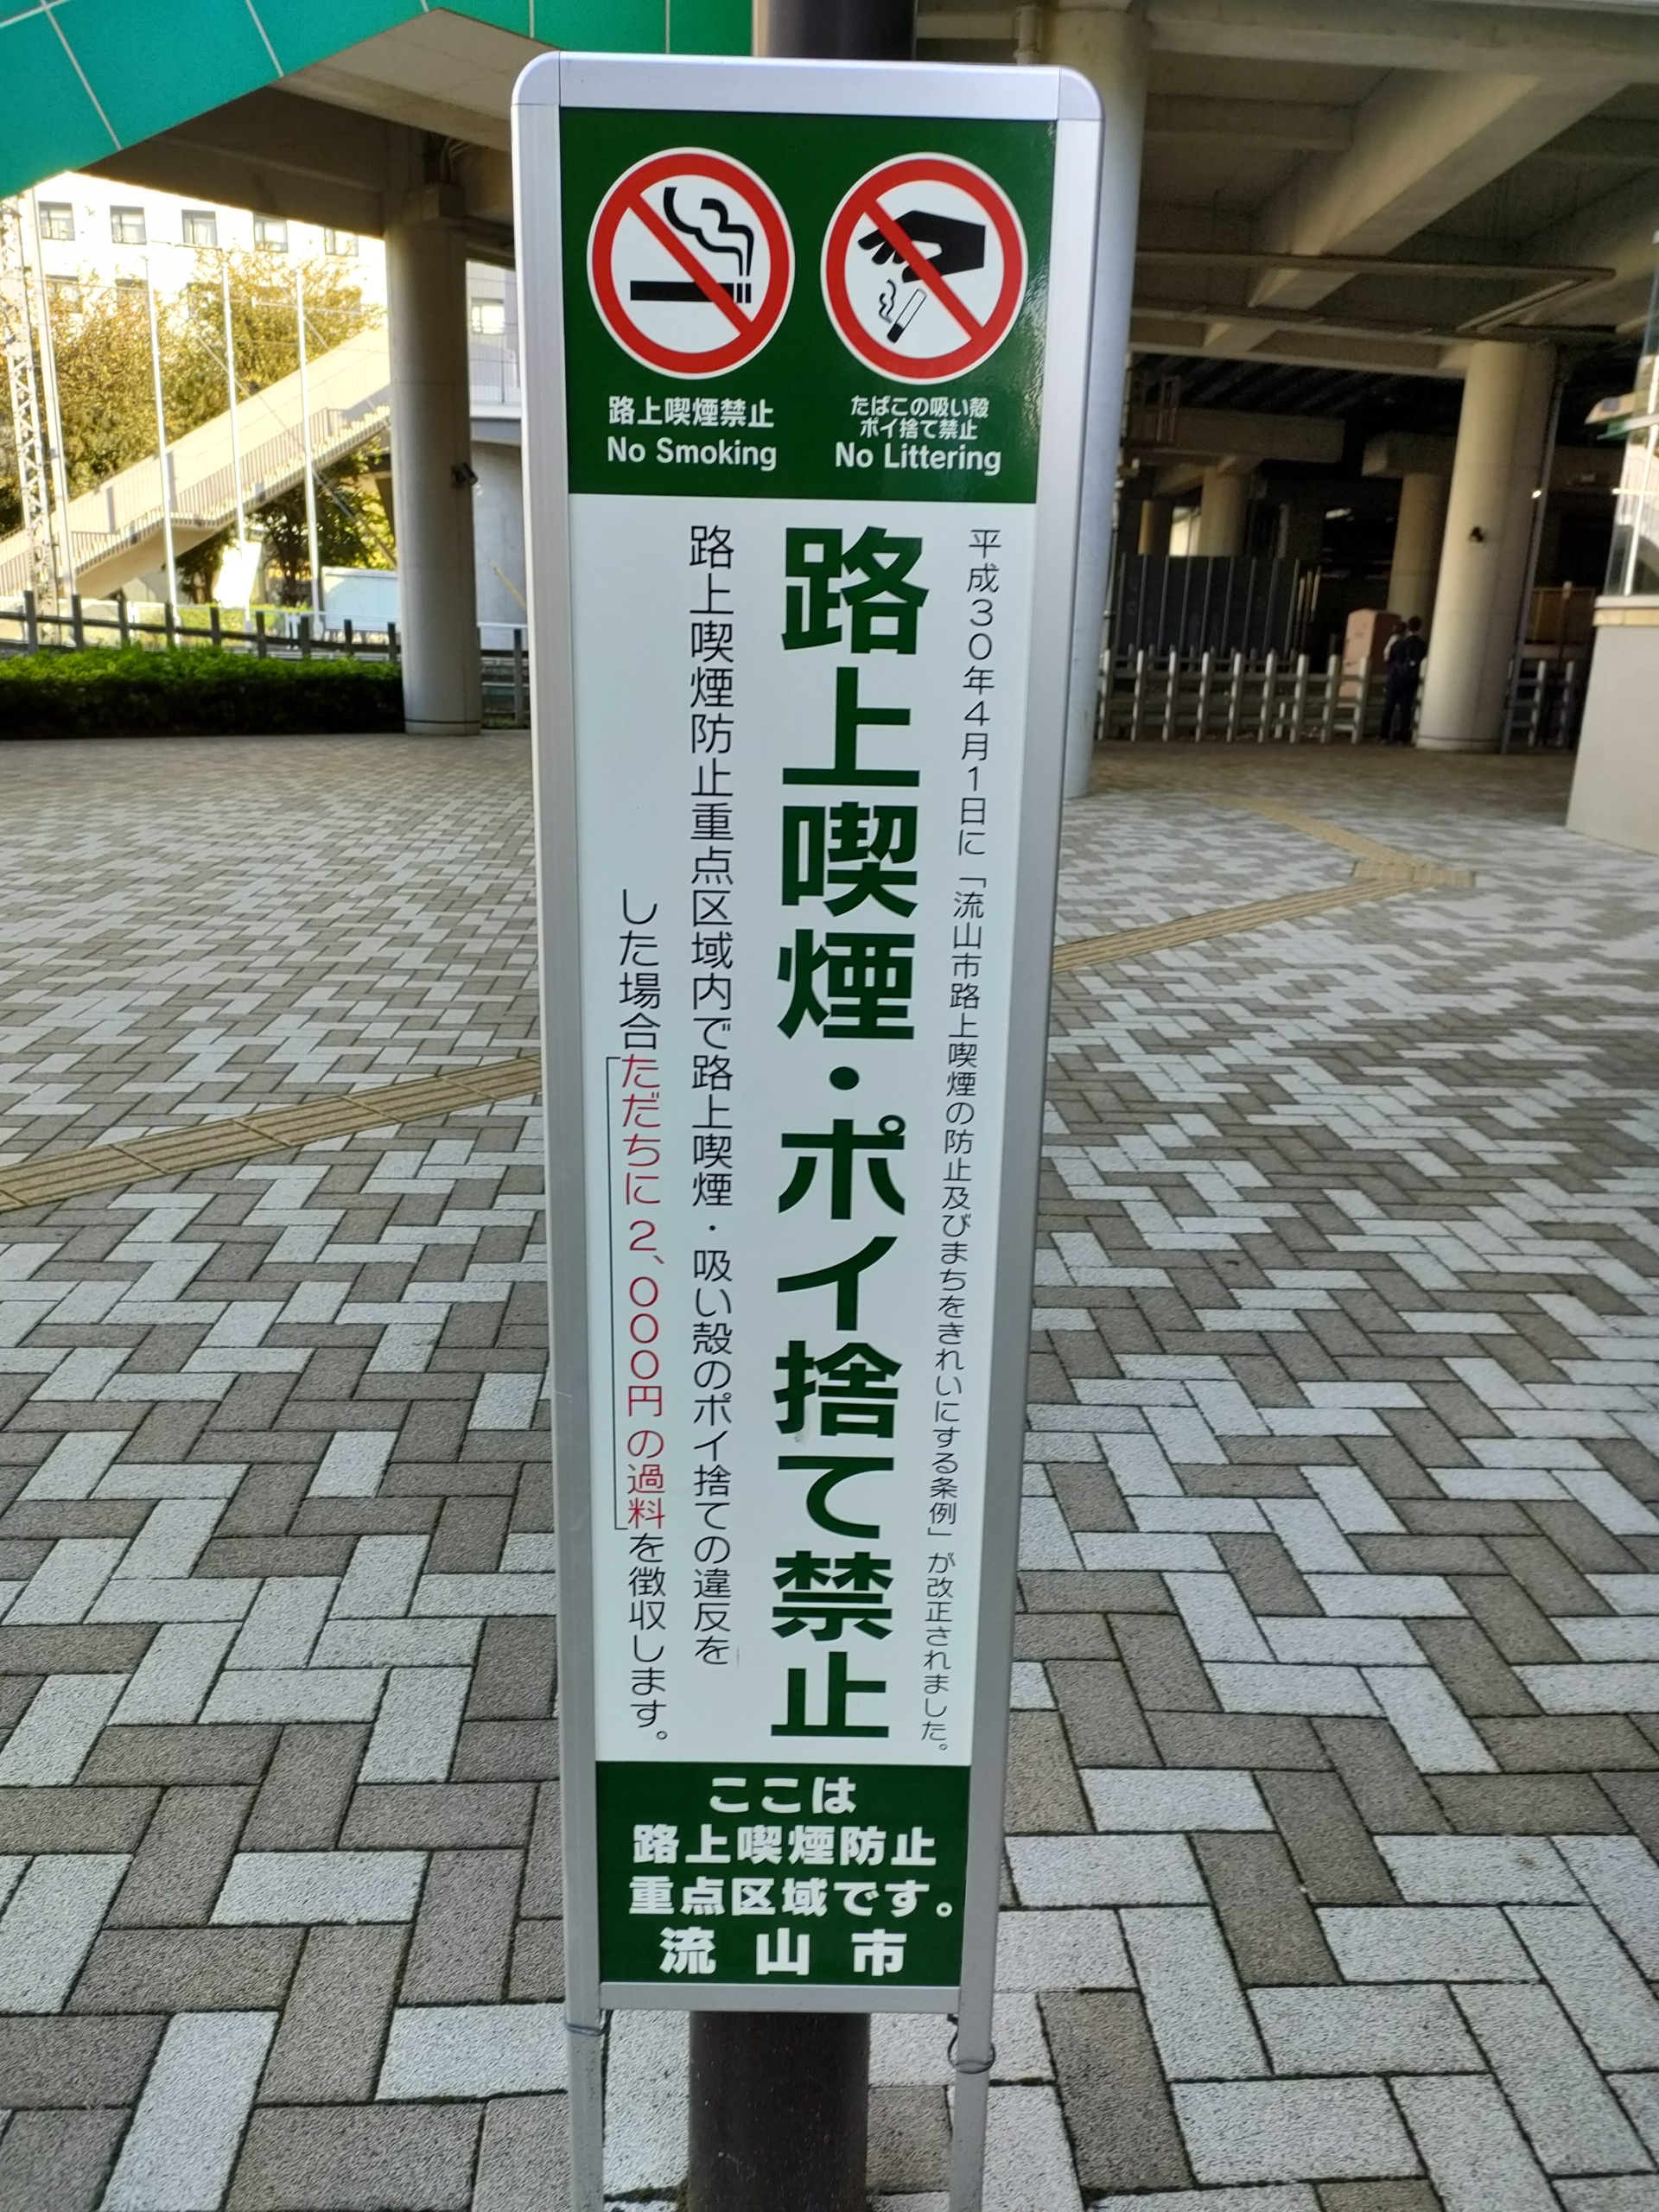 路上喫煙禁止
No Smoking
たばこの吸い殻
ポイ捨て禁止
No Littering
平成30年4月1日に「流山市路上喫煙の防止及びまちをきれいにする条例」が改正されました。
路上喫煙・ポイ捨て禁止
路上喫煙防止重点区域内で路上喫煙・吸い殻のポイ捨ての違反を
した場合ただちに2、000円の過料を徴収します。
ここは
路上喫煙防止
重点区域です。
流山市